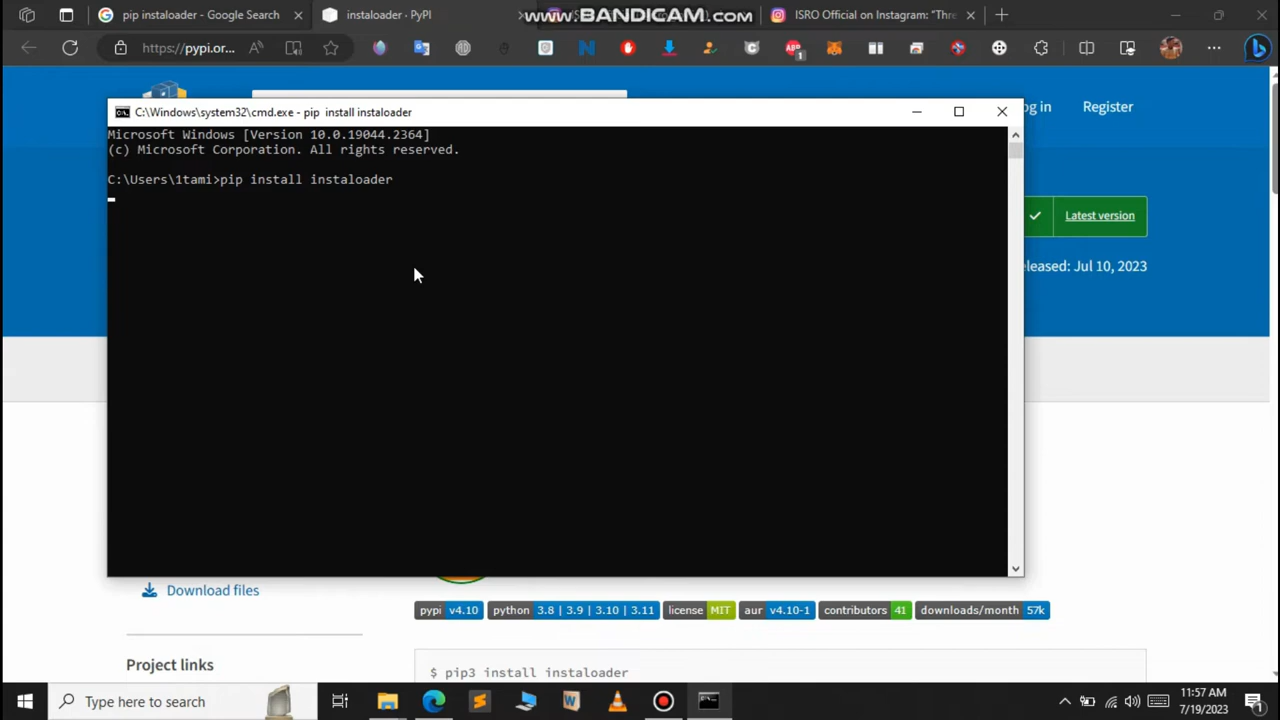 pip instaloader - Google Search
instaloader · PyPI
www.BANDICAM.com
ISRO Official on Instagram: "Thre
https://pypi.or...
1
og in
Register
C:\Windows\system32\cmd.exe - pip  install instaloader
Microsoft Windows [Version 10.0.19044.2364]
(c) Microsoft Corporation. All rights reserved.
C:\Users\1tami>pip install instaloader
Latest version
eleased: Jul 10, 2023
Download files
pypi v4.10
python 3.8 | 3.9 | 3.10 | 3.11
license MIT
aur v4.10-1
contributors 41
downloads/month 57k
Project links
$ pip3 install instaloader
Type here to search
11:57 AM
7/19/2023
1